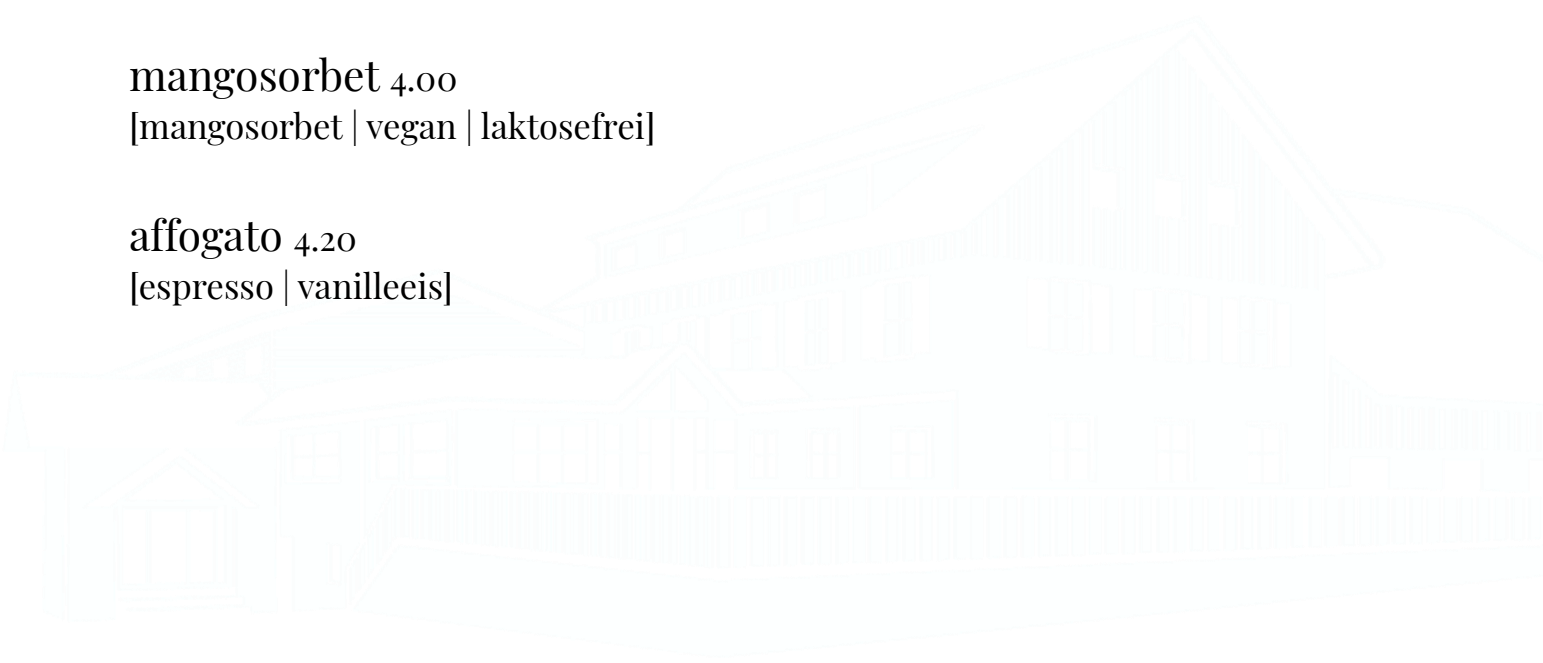 mangosorbet 4.00
[mangosorbet | vegan | laktosefrei]
affogato 4.20
[espresso | vanilleeis]